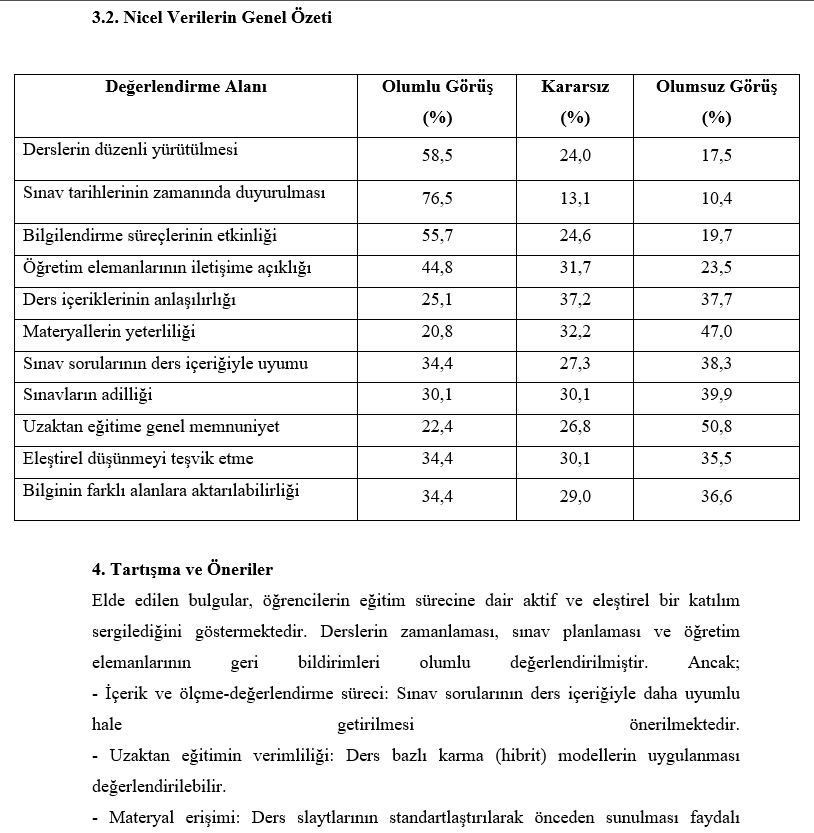 3.2. Nicel Verilerin Genel Özeti
Değerlendirme Alanı Olumlu Görüş (%) Kararsız (%) Olumsuz Görüş (%)
Derslerin düzenli yürütülmesi 58,5 24,0 17,5
Sınav tarihlerinin zamanında duyurulması 76,5 13,1 10,4
Bilgilendirme süreçlerinin etkinliği 55,7 24,6 19,7
Öğretim elemanlarının iletişime açıklığı 44,8 31,7 23,5
Ders içeriklerinin anlaşılırlığı 25,1 37,2 37,7
Materyallerin yeterliliği 20,8 32,2 47,0
Sınav sorularının ders içeriğiyle uyumu 34,4 27,3 38,3
Sınavların adilliği 30,1 30,1 39,9
Uzaktan eğitime genel memnuniyet 22,4 26,8 50,8
Eleştirel düşünmeyi teşvik etme 34,4 30,1 35,5
Bilginin farklı alanlara aktarılabilirliği 34,4 29,0 36,6
4. Tartışma ve Öneriler
Elde edilen bulgular, öğrencilerin eğitim sürecine dair aktif ve eleştirel bir katılım
sergilediğini göstermektedir. Derslerin zamanlaması, sınav planlaması ve öğretim
elemanlarının geri bildirimleri olumlu değerlendirilmiştir. Ancak;
- İçerik ve ölçme-değerlendirme süreci: Sınav sorularının ders içeriğiyle daha uyumlu
hale getirilmesi önerilmektedir.
- Uzaktan eğitimin verimliliği: Ders bazlı karma (hibrit) modellerin uygulanması
değerlendirilebilir.
- Materyal erişimi: Ders slaytlarının standartlaştırılarak önceden sunulması faydalı